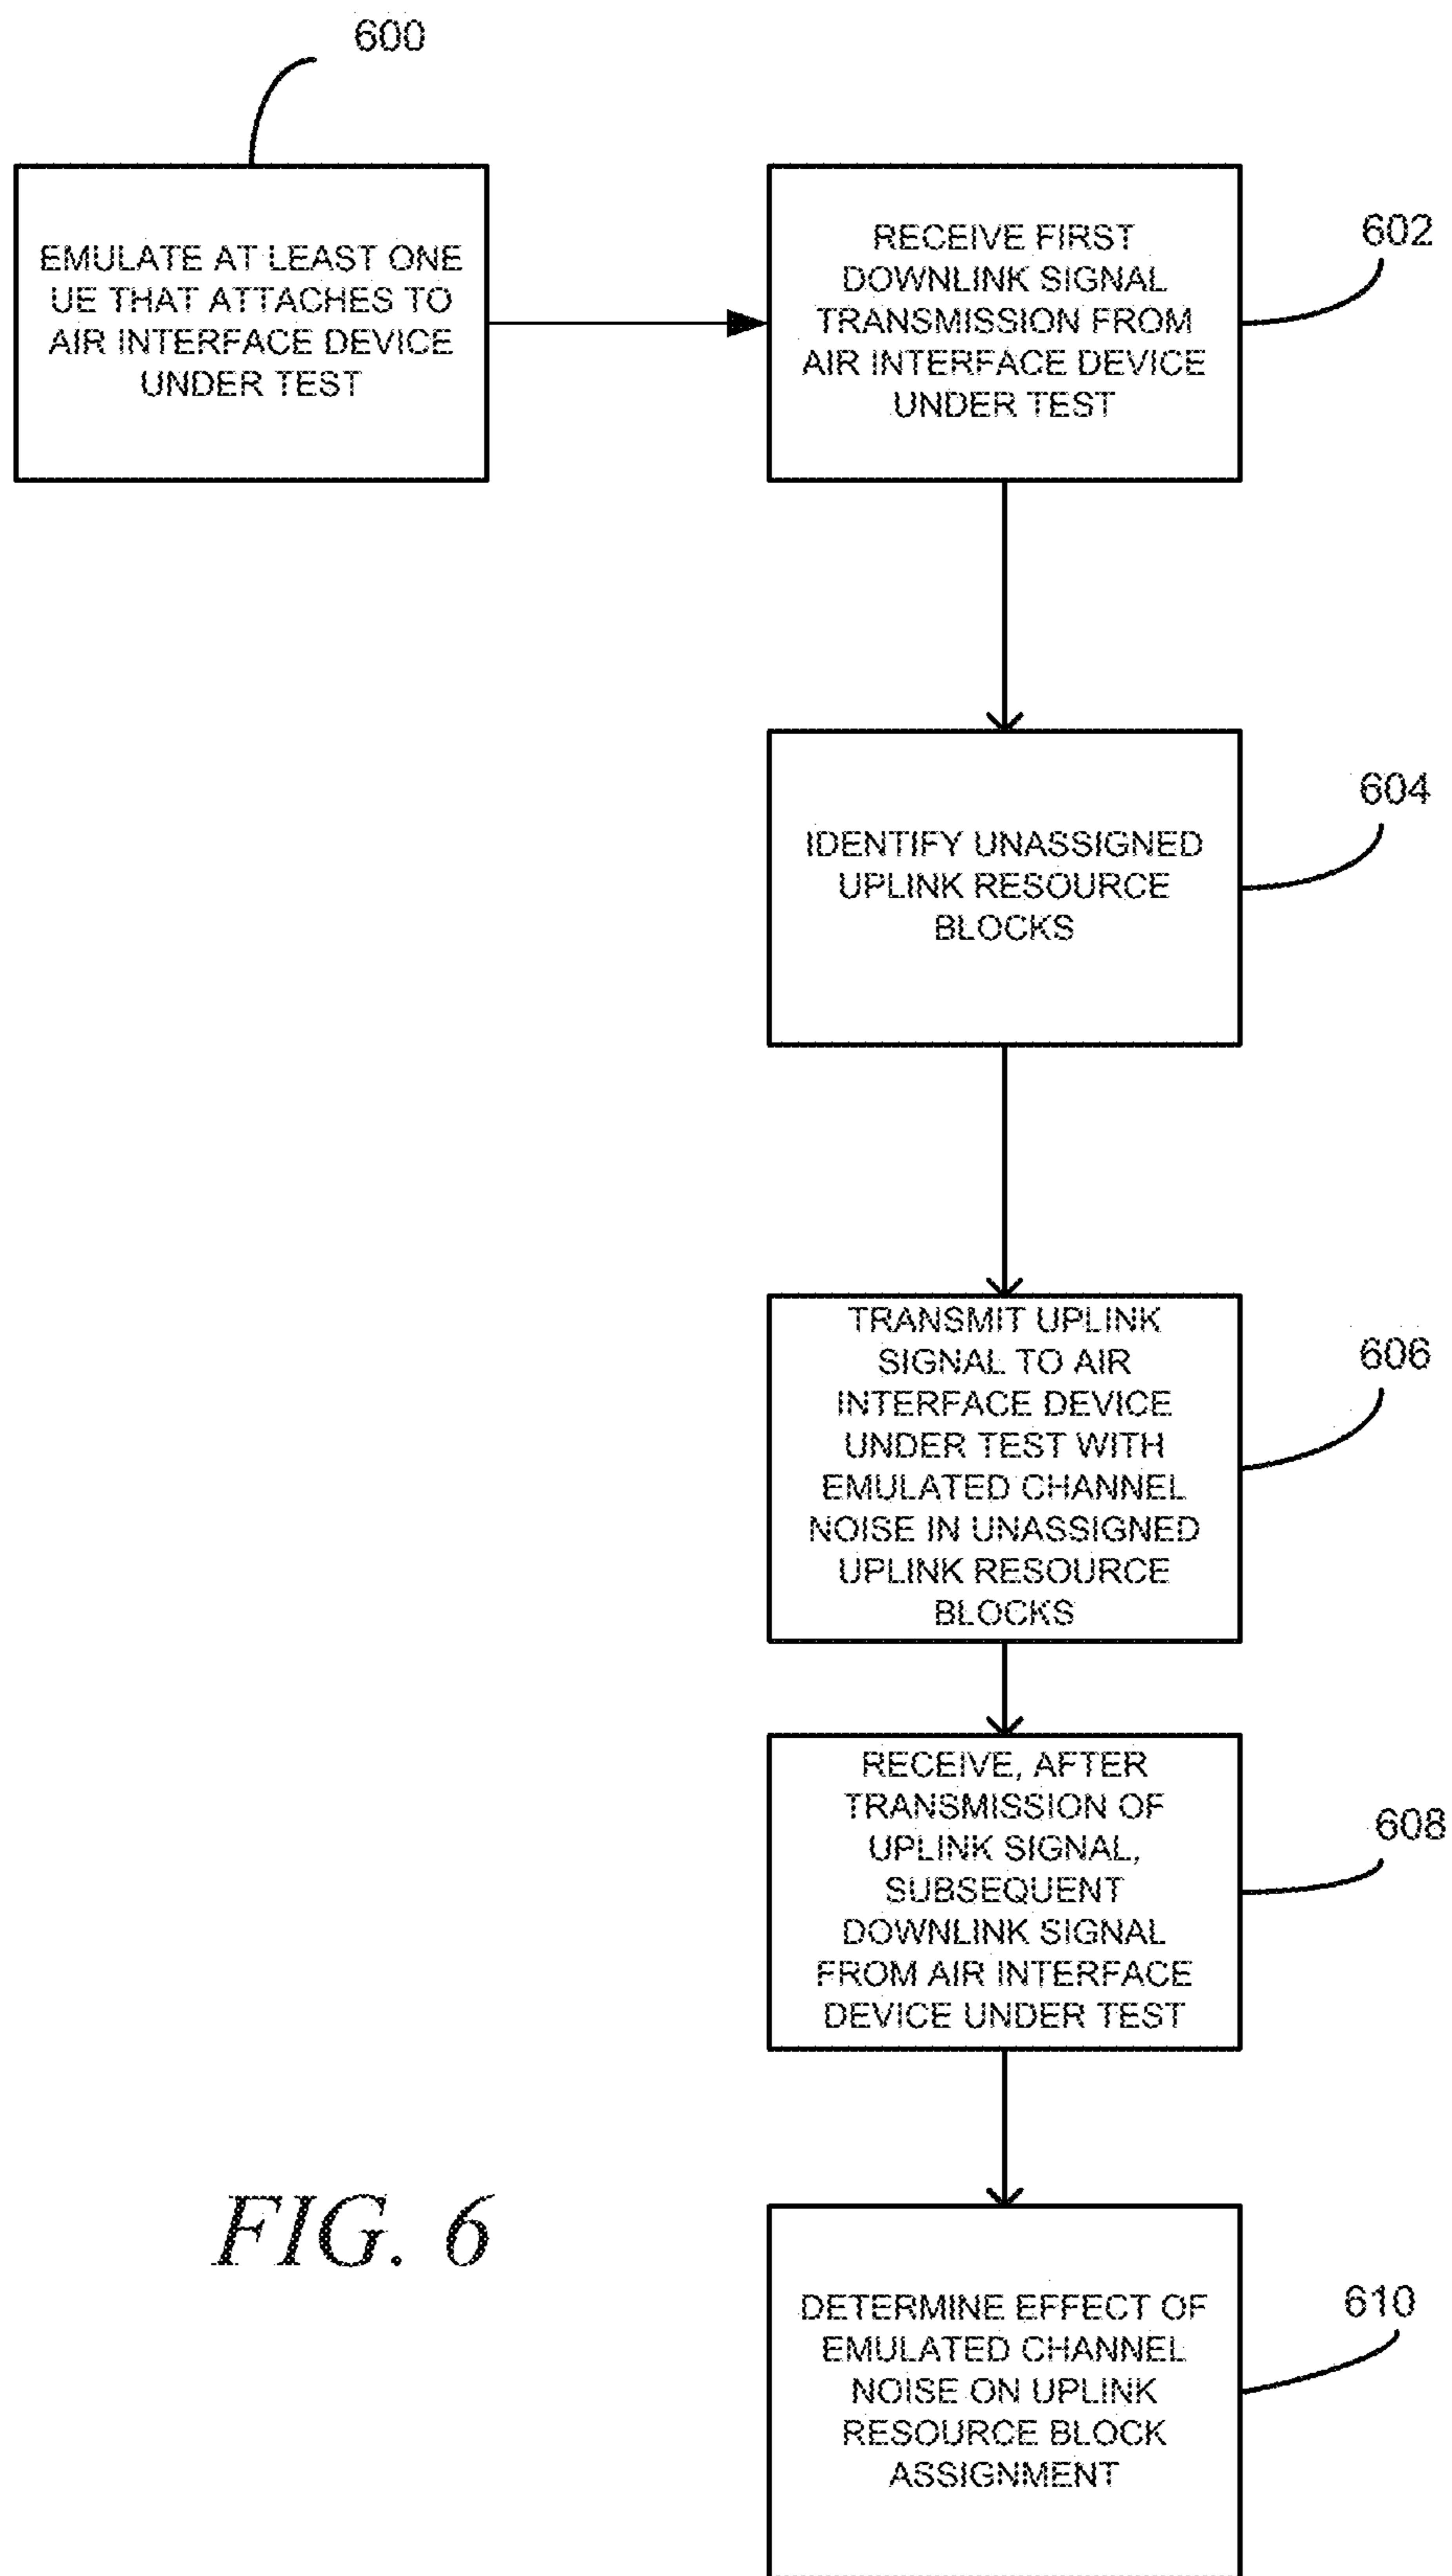 600
EMULATE AT LEAST ONE
UE THAT ATTACHES TO
AIR INTERFACE DEVICE
UNDER TEST
602
RECEIVE FIRST
DOWNLINK SIGNAL
TRANSMISSION FROM
AIR INTERFACE DEVICE
UNDER TEST
604
IDENTIFY UNASSIGNED
UPLINK RESOURCE
BLOCKS
606
TRANSMIT UPLINK
SIGNAL TO AIR
INTERFACE DEVICE
UNDER TEST WITH
EMULATED CHANNEL
NOISE IN UNASSIGNED
UPLINK RESOURCE
BLOCKS
608
RECEIVE, AFTER
TRANSMISSION OF
UPLINK SIGNAL,
SUBSEQUENT
DOWNLINK SIGNAL
FROM AIR INTERFACE
DEVICE UNDER TEST
610
DETERMINE EFFECT OF
EMULATED CHANNEL
NOISE ON UPLINK
RESOURCE BLOCK
ASSIGNMENT
FIG. 6